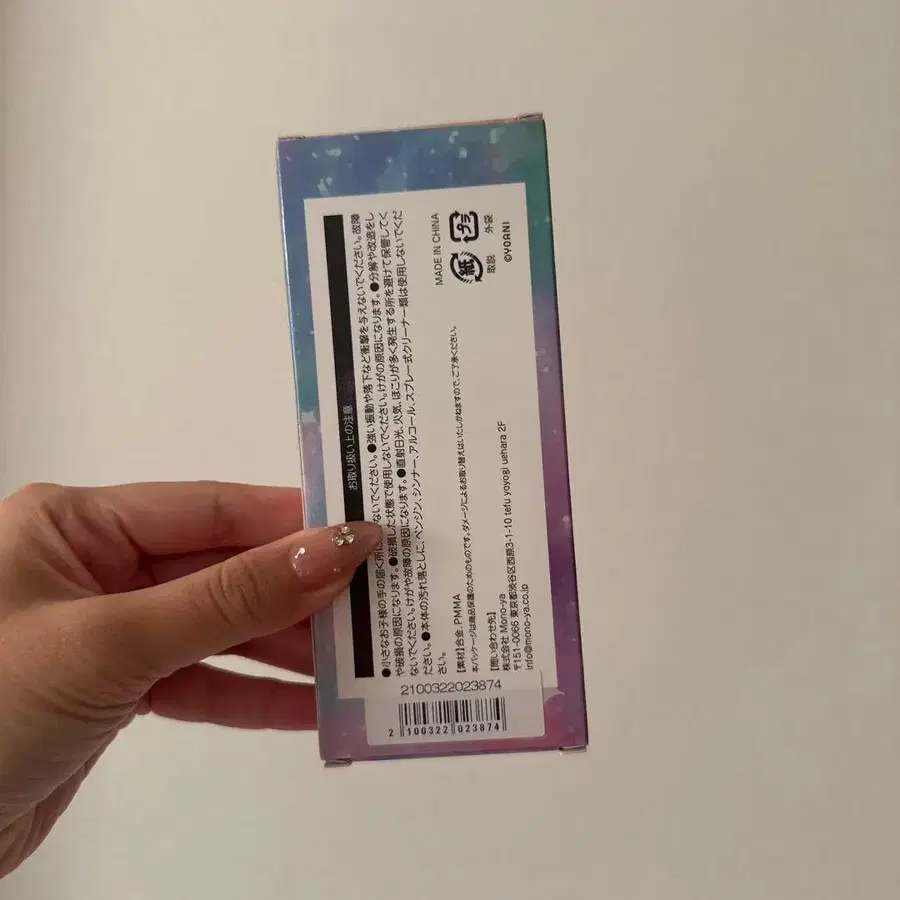 お取り扱い上の注意
●小さなお子様の手の届く所に ないでください。●強い振動や落下など衝撃を与えないでください。故障
や破損の原因になります。●破損した状態で使用しないでください。けがの原因になります。●分解や改造をし
ないでください。けがや故障の原因になります。●直射日光、火気、ほこりが多く発生する所を避けて保管してく
ださい。●本体の汚れ落としに、ベンジン、シンナー、アルコール、スプレー式クリーナー類は使用しないでくだ
さい。
【素材】合金、PMMA
本パッケージは商品保護のためのものです。ダメージによるお取り替えはいたしかねますので、ご了承ください。
【問い合わせ先】
株式会社 Mono-ya
〒151-0066 東京都渋谷区西原3-1-10 tefu yoyogi uehara 2F
info@mono-ya.co.jp
MADE IN CHINA
紙
プラ
取説
外袋
©YOANI
2100322023874
2 100322 023874